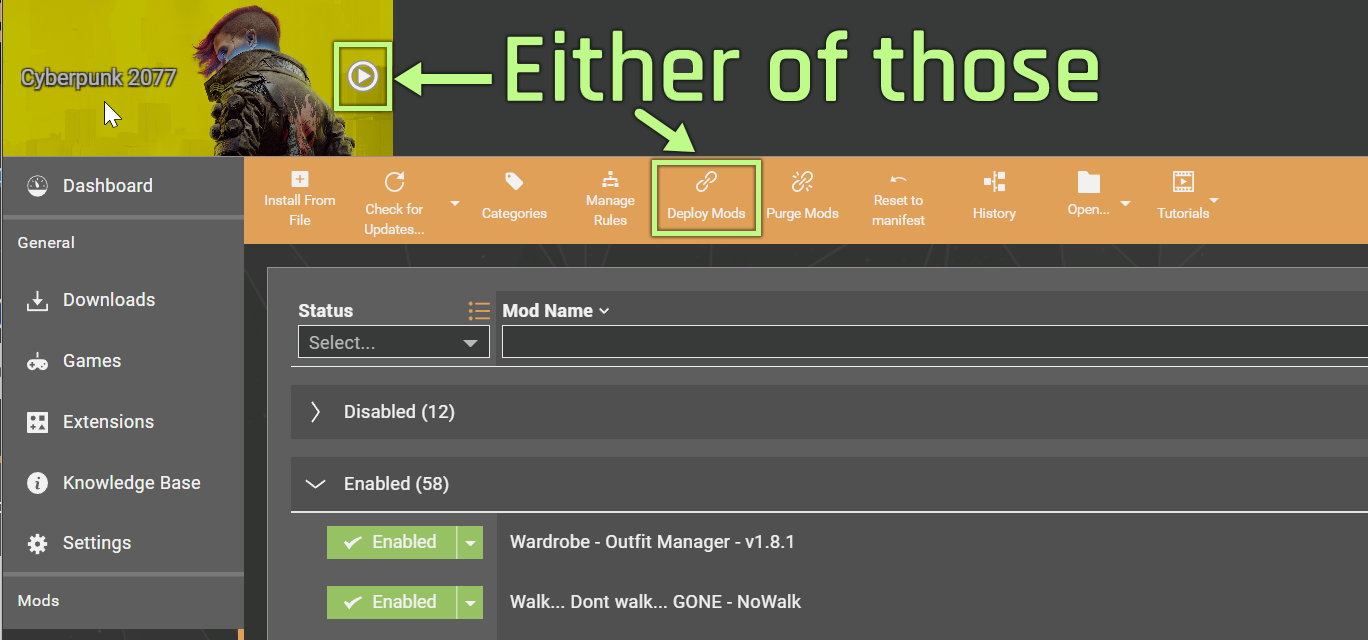 Cyberpunk 2077
Either of those
Dashboard
General
Downloads
Games
Extensions
Knowledge Base
Settings
Mods
Install From
File
Check for
Updates...
Categories
Manage
Rules
Deploy Mods
Purge Mods
Reset to
manifest
History
Open...
Tutorials
Status
Mod Name
Select...
Disabled (12)
Enabled (58)
Enabled
Wardrobe - Outfit Manager - v1.8.1
Enabled
Walk... Dont walk... GONE - NoWalk